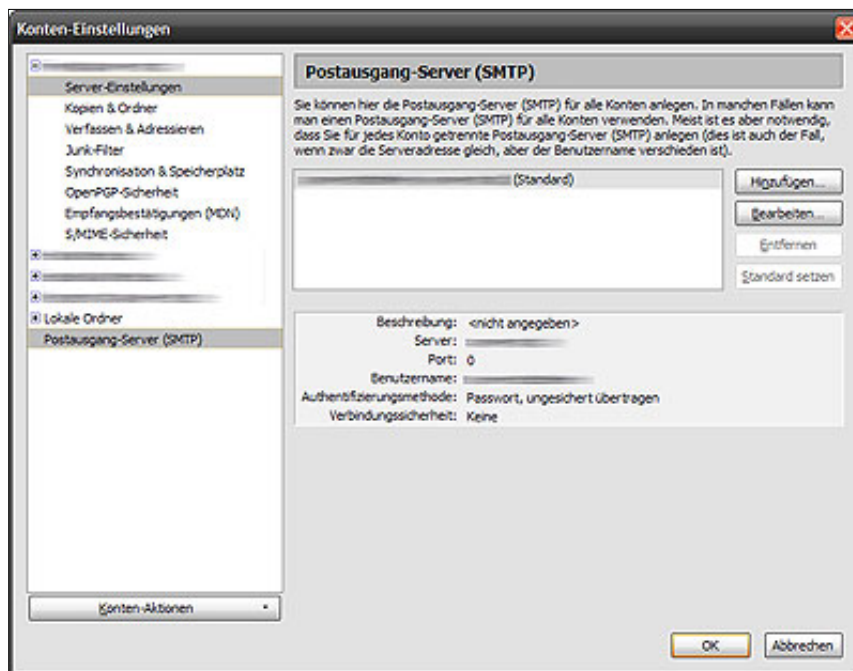 Konten-Einstellungen
Server-Einstellungen
Kopien & Ordner
Verfassen & Adressieren
Junk-Filter
Synchronisation & Speicherplatz
OpenPGP-Sicherheit
Empfangsbestätigungen (MDN)
S/MIME-Sicherheit
Lokale Ordner
Postausgang-Server (SMTP)
Konten-Aktionen
Postausgang-Server (SMTP)
Sie können hier die Postausgang-Server (SMTP) für alle Konten anlegen. In manchen Fällen kann
man einen Postausgang-Server (SMTP) für alle Konten verwenden. Meist ist es aber notwendig,
dass Sie für jedes Konto getrennte Postausgang-Server (SMTP) anlegen (dies ist auch der Fall,
wenn zwar die Serveradresse gleich, aber der Benutzername verschieden ist).
(Standard)
Hinzufügen...
Bearbeiten...
Entfernen
Standard setzen
Beschreibung: <nicht angegeben>
Server:
Port: 0
Benutzername:
Authentifizierungsmethode: Passwort, ungesichert übertragen
Verbindungssicherheit: Keine
OK
Abbrechen